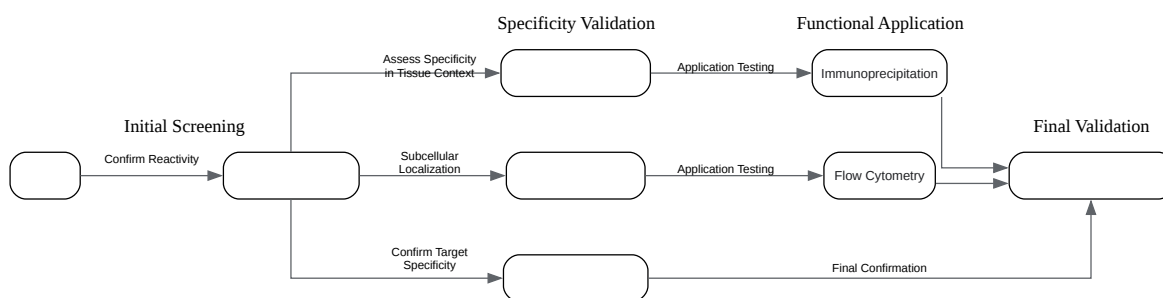 Specificity Validation
Functional Application
Assess Specificity
in Tissue Context
Application Testing
Immunoprecipitation
Initial Screening
Final Validation
Confirm Reactivity
Subcellular
Localization
Application Testing
Flow Cytometry
Confirm Target
Specificity
Final Confirmation